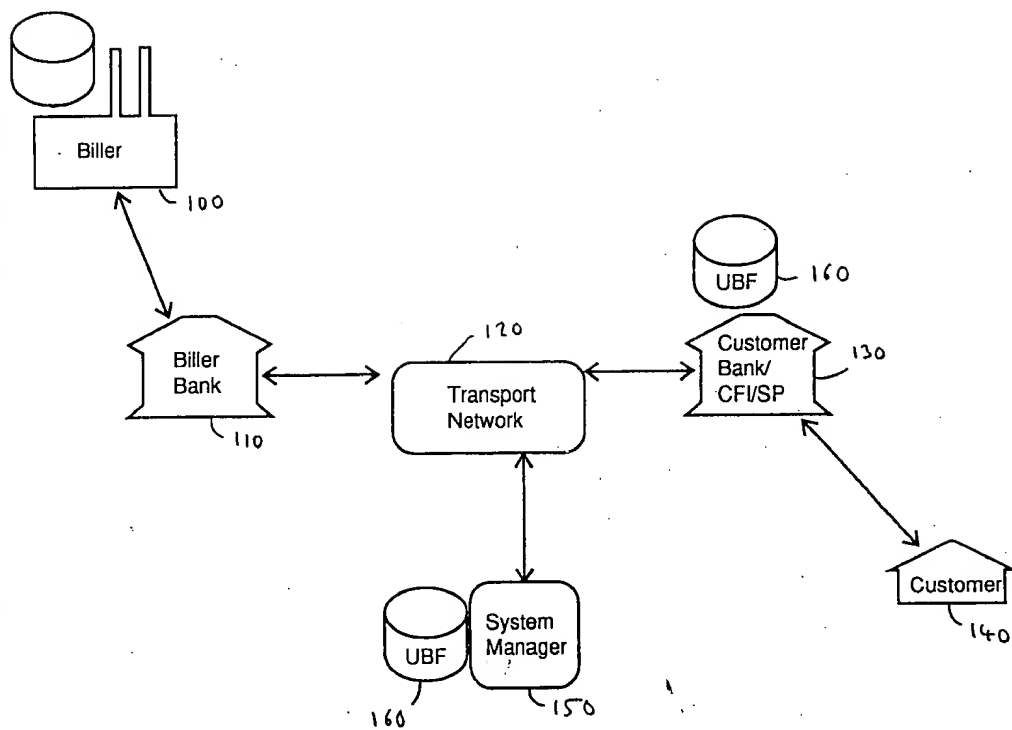 Biller
100
UBF
160
120
Biller
Bank
Transport
Network
Customer
Bank/
CFI/SP
130
110
Customer
140
System
Manager
UBF
160
150